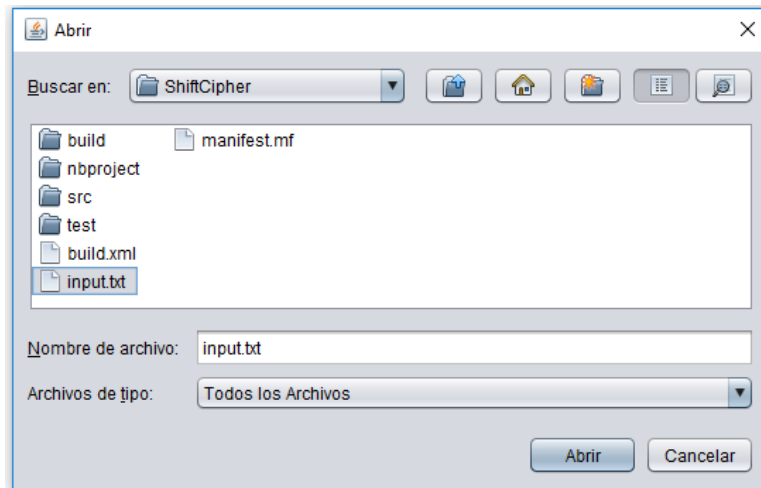 Abrir
Buscar en: ShiftCipher
build manifest.mf
nbproject
src
test
build.xml
input.txt
Nombre de archivo: input.txt
Archivos de tipo: Todos los Archivos
Abrir Cancelar